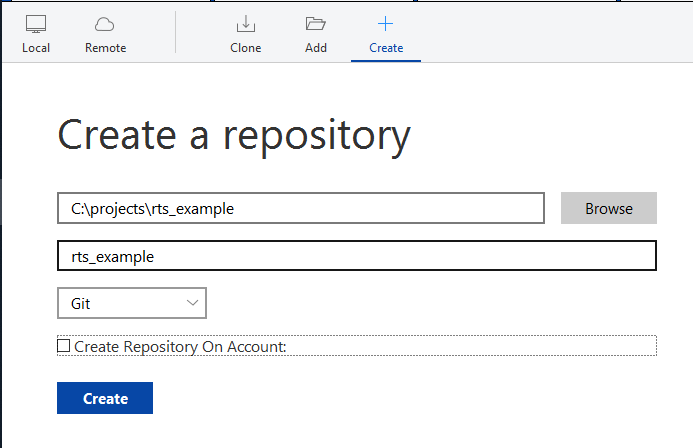 Local Remote Clone Add Create
Create a repository
C:\projects\rts_example Browse
rts_example
Git
Create Repository On Account:
Create